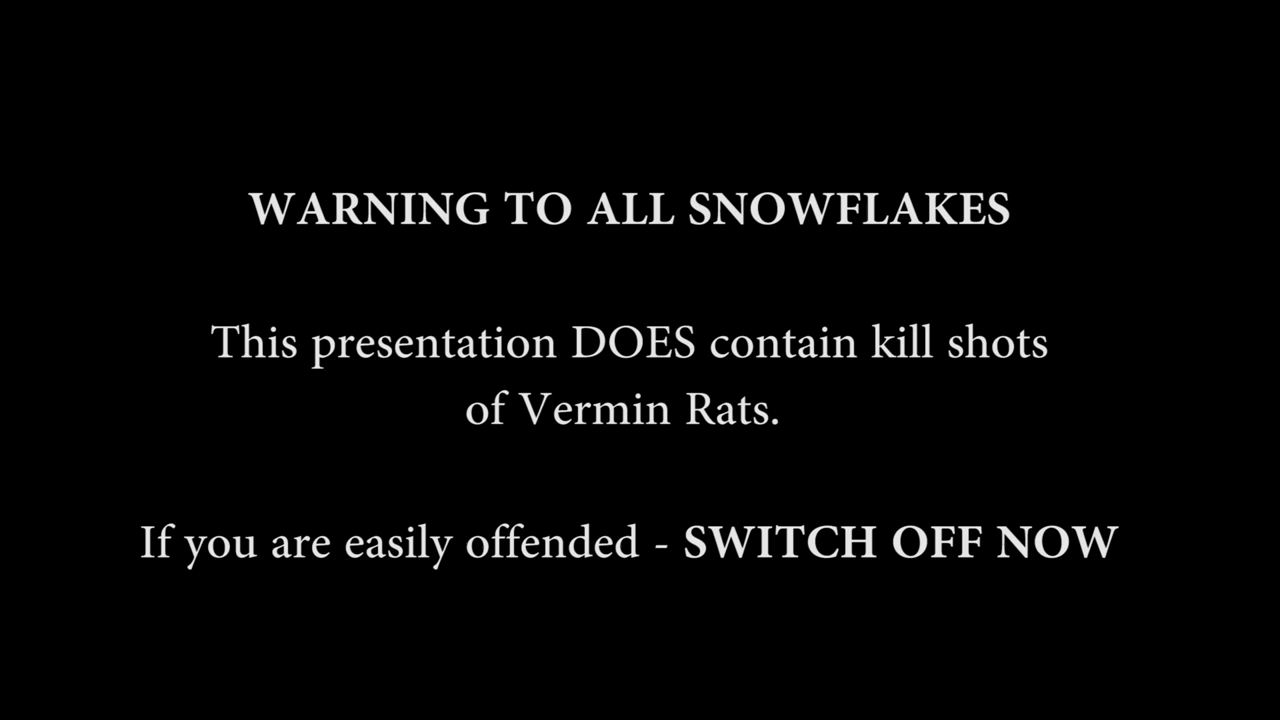 WARNING TO ALL SNOWFLAKES
This presentation DOES contain kill shots
of Vermin Rats.
If you are easily offended - SWITCH OFF NOW